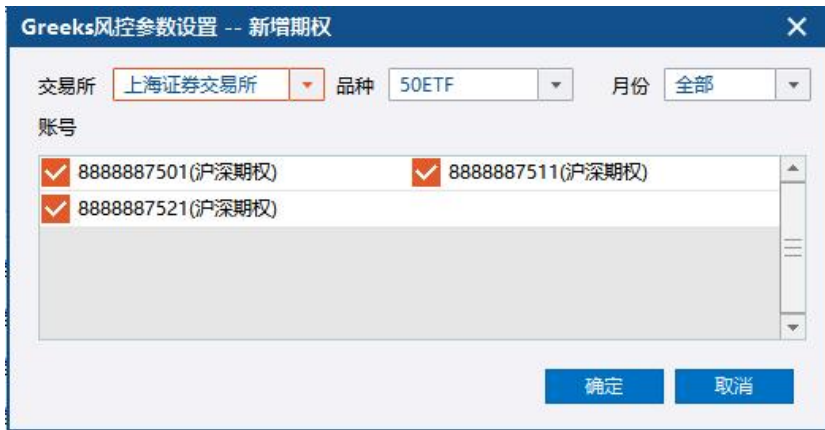 Greeks风控参数设置 -- 新增期权
交易所 上海证券交易所 品种 50ETF 月份 全部
账号
8888887501(沪深期权) 8888887511(沪深期权)
8888887521(沪深期权)
确定 取消